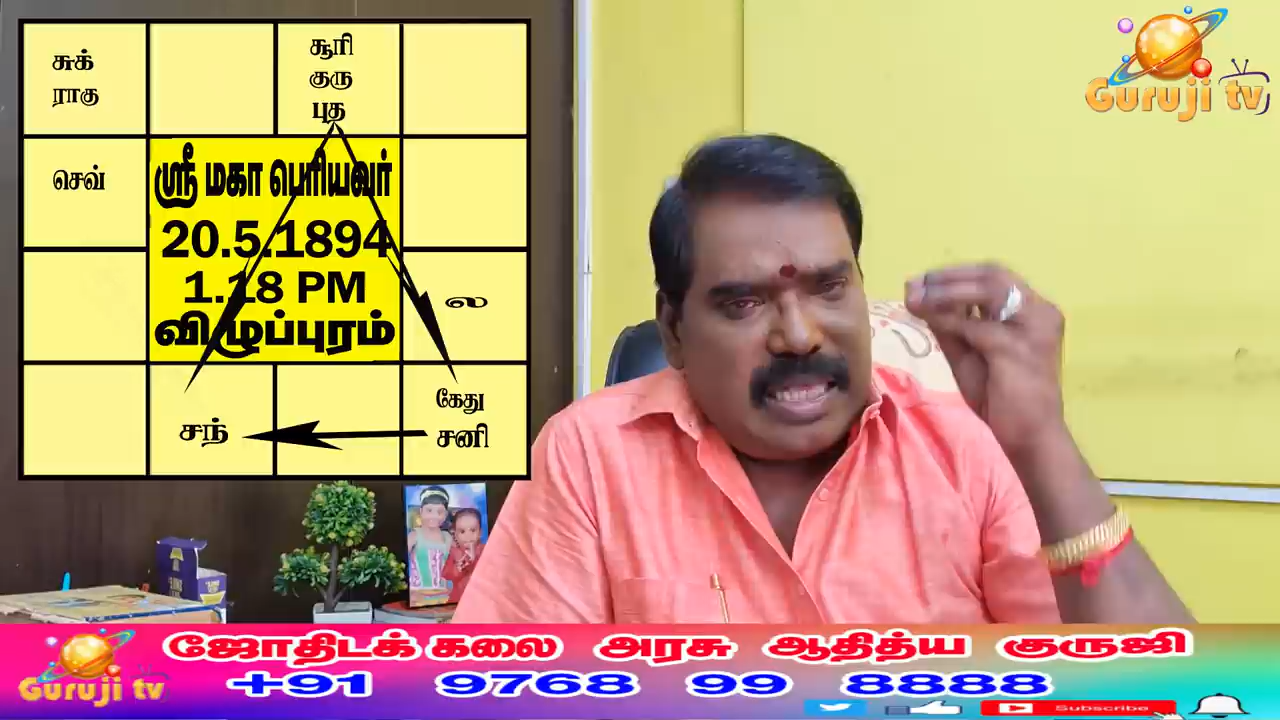 சுக்
ராகு
சூரி
குரு
புத
செவ்
ஸ்ரீ மகா பெரியவர்
20.5.1894
1.18 PM
விழுப்புரம்
ல
சந்
கேது
சனி
Guruji tv
ஜோதிடக் கலை அரசு ஆதித்ய குருஜி
Guruji tv
+91 9768 99 8888
Subscribe